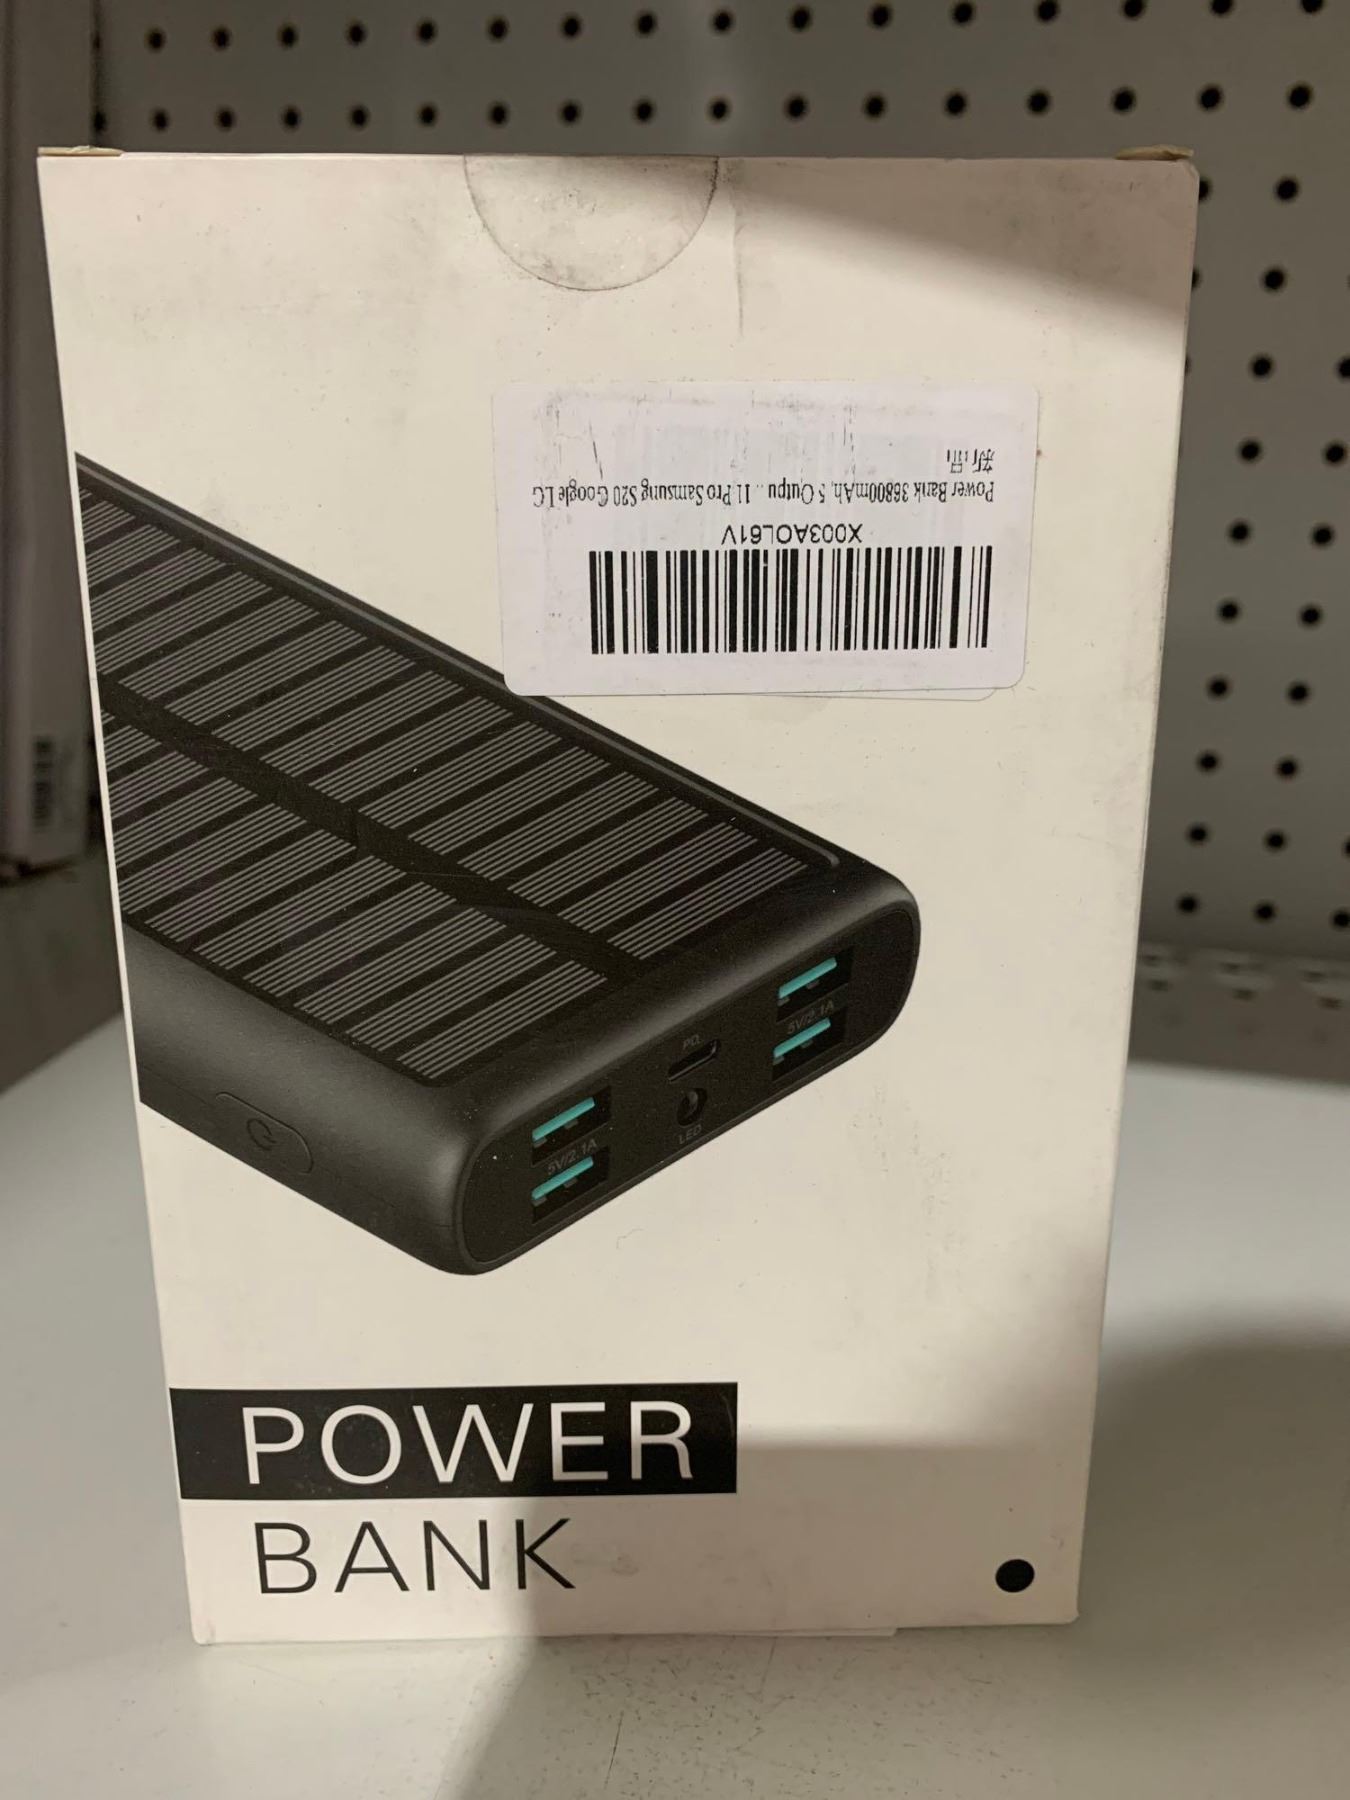 X003AOL61V
Power Bank 36800mAh, 5 Outpu... 11 Pro Samsung S20 Google LG
新品
5V/2.1A
PD
LED
5V/2.1A
POWER
BANK